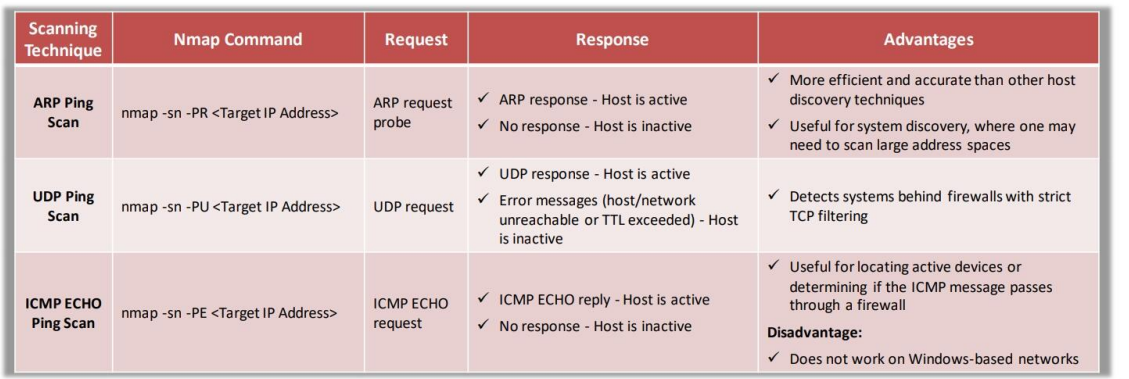 Scanning
Technique
Nmap Command
Request
Response
Advantages
ARP Ping
Scan
nmap -sn -PR <Target IP Address>
ARP request
probe
✓ ARP response - Host is active
✓ No response - Host is inactive
✓ More efficient and accurate than other host
discovery techniques
✓ Useful for system discovery, where one may
need to scan large address spaces
UDP Ping
Scan
nmap -sn -PU <Target IP Address>
UDP request
✓ UDP response - Host is active
✓ Error messages (host/network
unreachable or TTL exceeded) - Host
is inactive
✓ Detects systems behind firewalls with strict
TCP filtering
ICMP ECHO
Ping Scan
nmap -sn -PE <Target IP Address>
ICMP ECHO
request
✓ ICMP ECHO reply - Host is active
✓ No response - Host is inactive
✓ Useful for locating active devices or
determining if the ICMP message passes
through a firewall
Disadvantage:
✓ Does not work on Windows-based networks